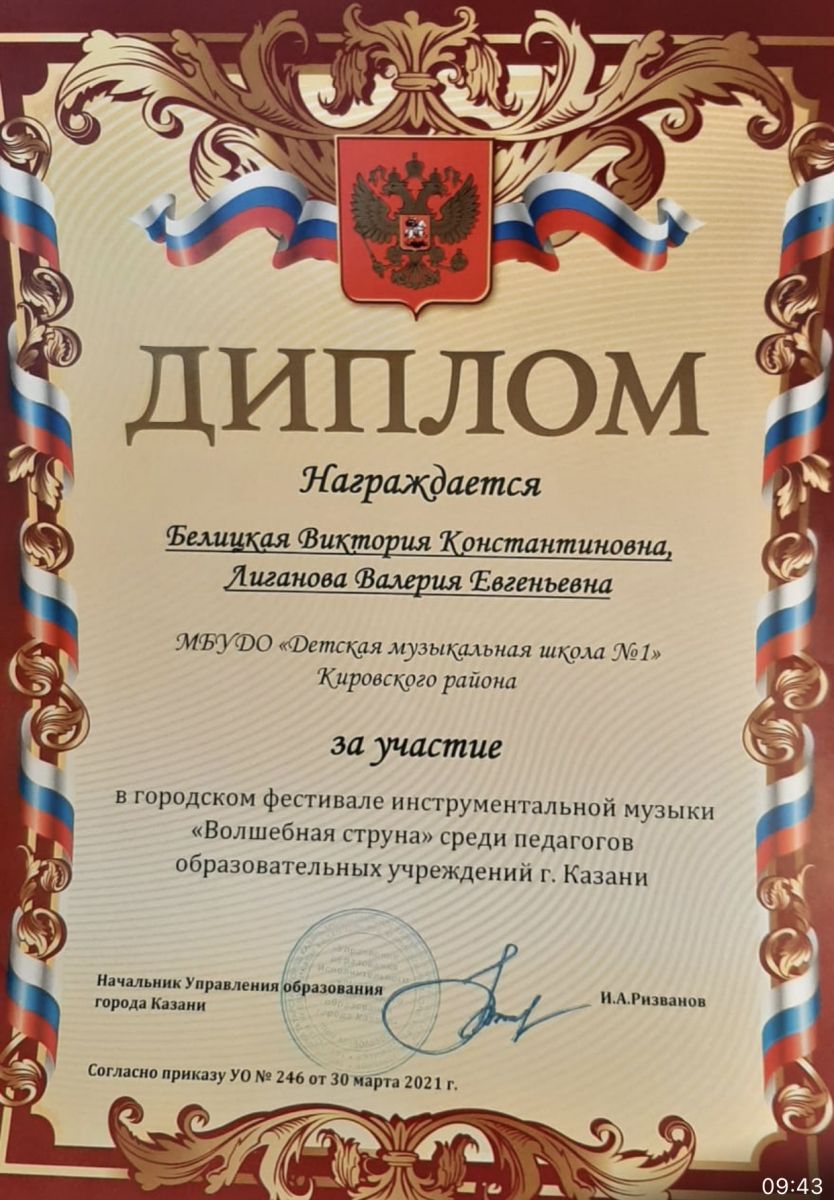 ДИПЛОМ
Награждается
Белицкая Виктория Константиновна,
Лиганова Валерия Евгеньевна
МБУДО «Детская музыкальная школа №1»
Кировского района
за участие
в городском фестивале инструментальной музыки
«Волшебная струна» среди педагогов
образовательных учреждений г. Казани
Начальник Управления образования
города Казани
И.А.Ризванов
Согласно приказу УО № 246 от 30 марта 2021 г.
09:43